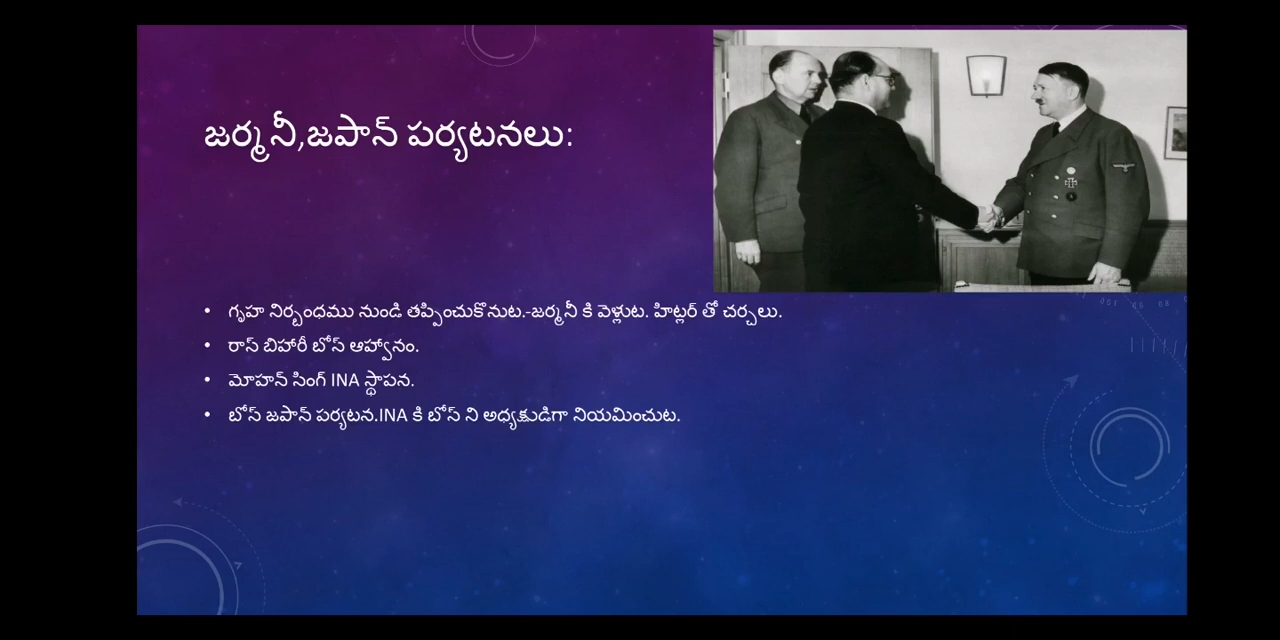 జర్మనీ,జపాన్ పర్యటనలు:
• గృహ నిర్బంధము నుండి తప్పించుకొనుట.-జర్మనీ కి వెళ్లుట. హిట్లర్ తో చర్చలు.
• రాస్ బిహారీ బోస్ ఆహ్వానం.
• మోహన్ సింగ్ INA స్థాపన.
• బోస్ జపాన్ పర్యటన.INA కి బోస్ ని అధ్యక్షుడిగా నియమించుట.